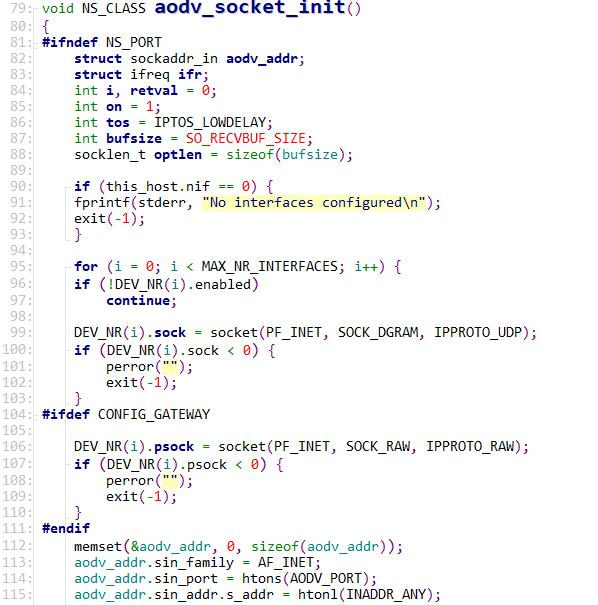 79: void NS_CLASS aodv_socket_init()
80: {
81: #ifndef NS_PORT
82:     struct sockaddr_in aodv_addr;
83:     struct ifreq ifr;
84:     int i, retval = 0;
85:     int on = 1;
86:     int tos = IPTOS_LOWDELAY;
87:     int bufsize = SO_RECVBUF_SIZE;
88:     socklen_t optlen = sizeof(bufsize);
89:
90:     if (this_host.nif == 0) {
91:     fprintf(stderr, "No interfaces configured\n");
92:     exit(-1);
93:     }
94:
95:     for (i = 0; i < MAX_NR_INTERFACES; i++) {
96:     if (!DEV_NR(i).enabled)
97:         continue;
98:
99:     DEV_NR(i).sock = socket(PF_INET, SOCK_DGRAM, IPPROTO_UDP);
100:     if (DEV_NR(i).sock < 0) {
101:         perror("");
102:         exit(-1);
103:     }
104: #ifdef CONFIG_GATEWAY
105:
106:     DEV_NR(i).psock = socket(PF_INET, SOCK_RAW, IPPROTO_RAW);
107:     if (DEV_NR(i).psock < 0) {
108:         perror("");
109:         exit(-1);
110:     }
111: #endif
112:     memset(&aodv_addr, 0, sizeof(aodv_addr));
113:     aodv_addr.sin_family = AF_INET;
114:     aodv_addr.sin_port = htons(AODV_PORT);
115:     aodv_addr.sin_addr.s_addr = htonl(INADDR_ANY);